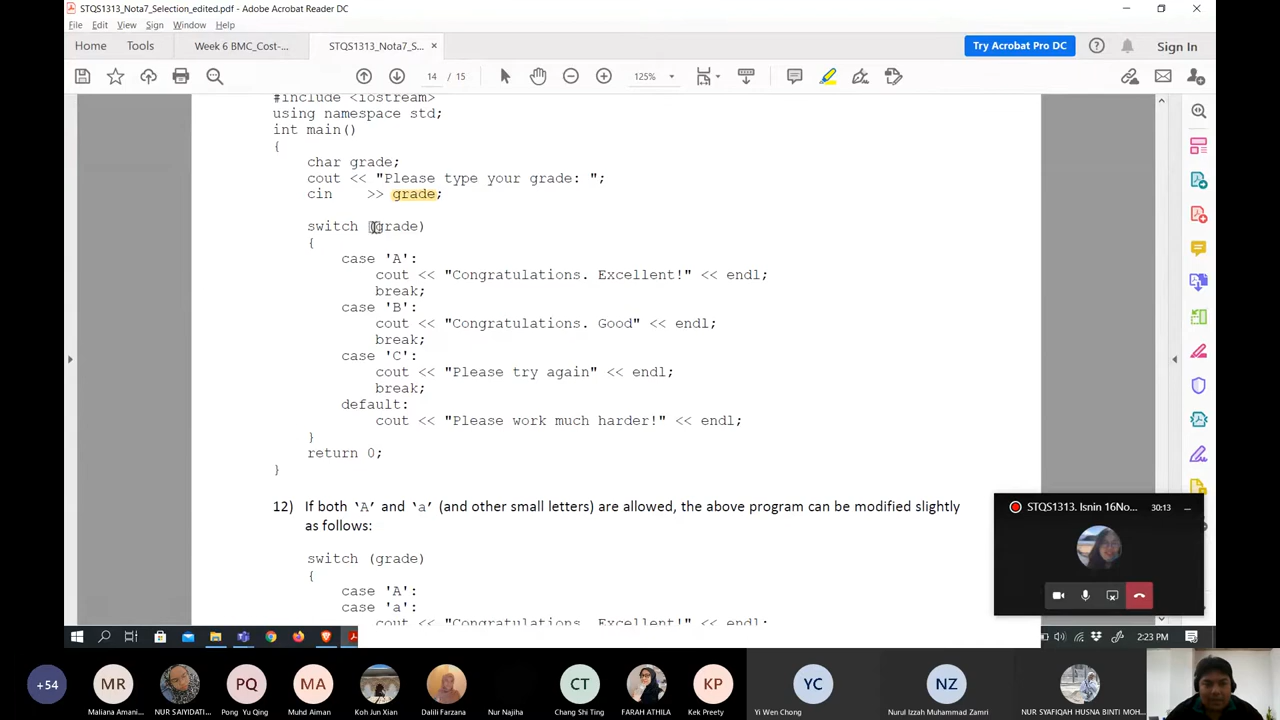 STQS1313_Nota7_Selection_edited.pdf - Adobe Acrobat Reader DC
File Edit View Sign Window Help
Home Tools Week 6 BMC_Cost-... STQS1313_Nota7_S... × Try Acrobat Pro DC Sign In
14 / 15 125%
#include <iostream>
using namespace std;
int main()
{
char grade;
cout << "Please type your grade: ";
cin >> grade;
switch (grade)
{
case 'A':
cout << "Congratulations. Excellent!" << endl;
break;
case 'B':
cout << "Congratulations. Good" << endl;
break;
case 'C':
cout << "Please try again" << endl;
break;
default:
cout << "Please work much harder!" << endl;
}
return 0;
}
12) If both 'A' and 'a' (and other small letters) are allowed, the above program can be modified slightly
as follows:
switch (grade)
{
case 'A':
case 'a':
cout << "Congratulations. Excellent!" << endl;
STQS1313. Isnin 16No... 30:13
2:23 PM
+54 MR PQ MA CT KP YC NZ
Maliana Amani... NUR SAIYIDATI... Pong Yu Qing Muhd Aiman Koh Jun Xian Dalili Farzana Nur Najiha Chang Shi Ting FARAH ATHILA Kek Preety Yi Wen Chong Nurul Izzah Muhammad Zamri NUR SYAFIQAH HUSNA BINTI MOH...